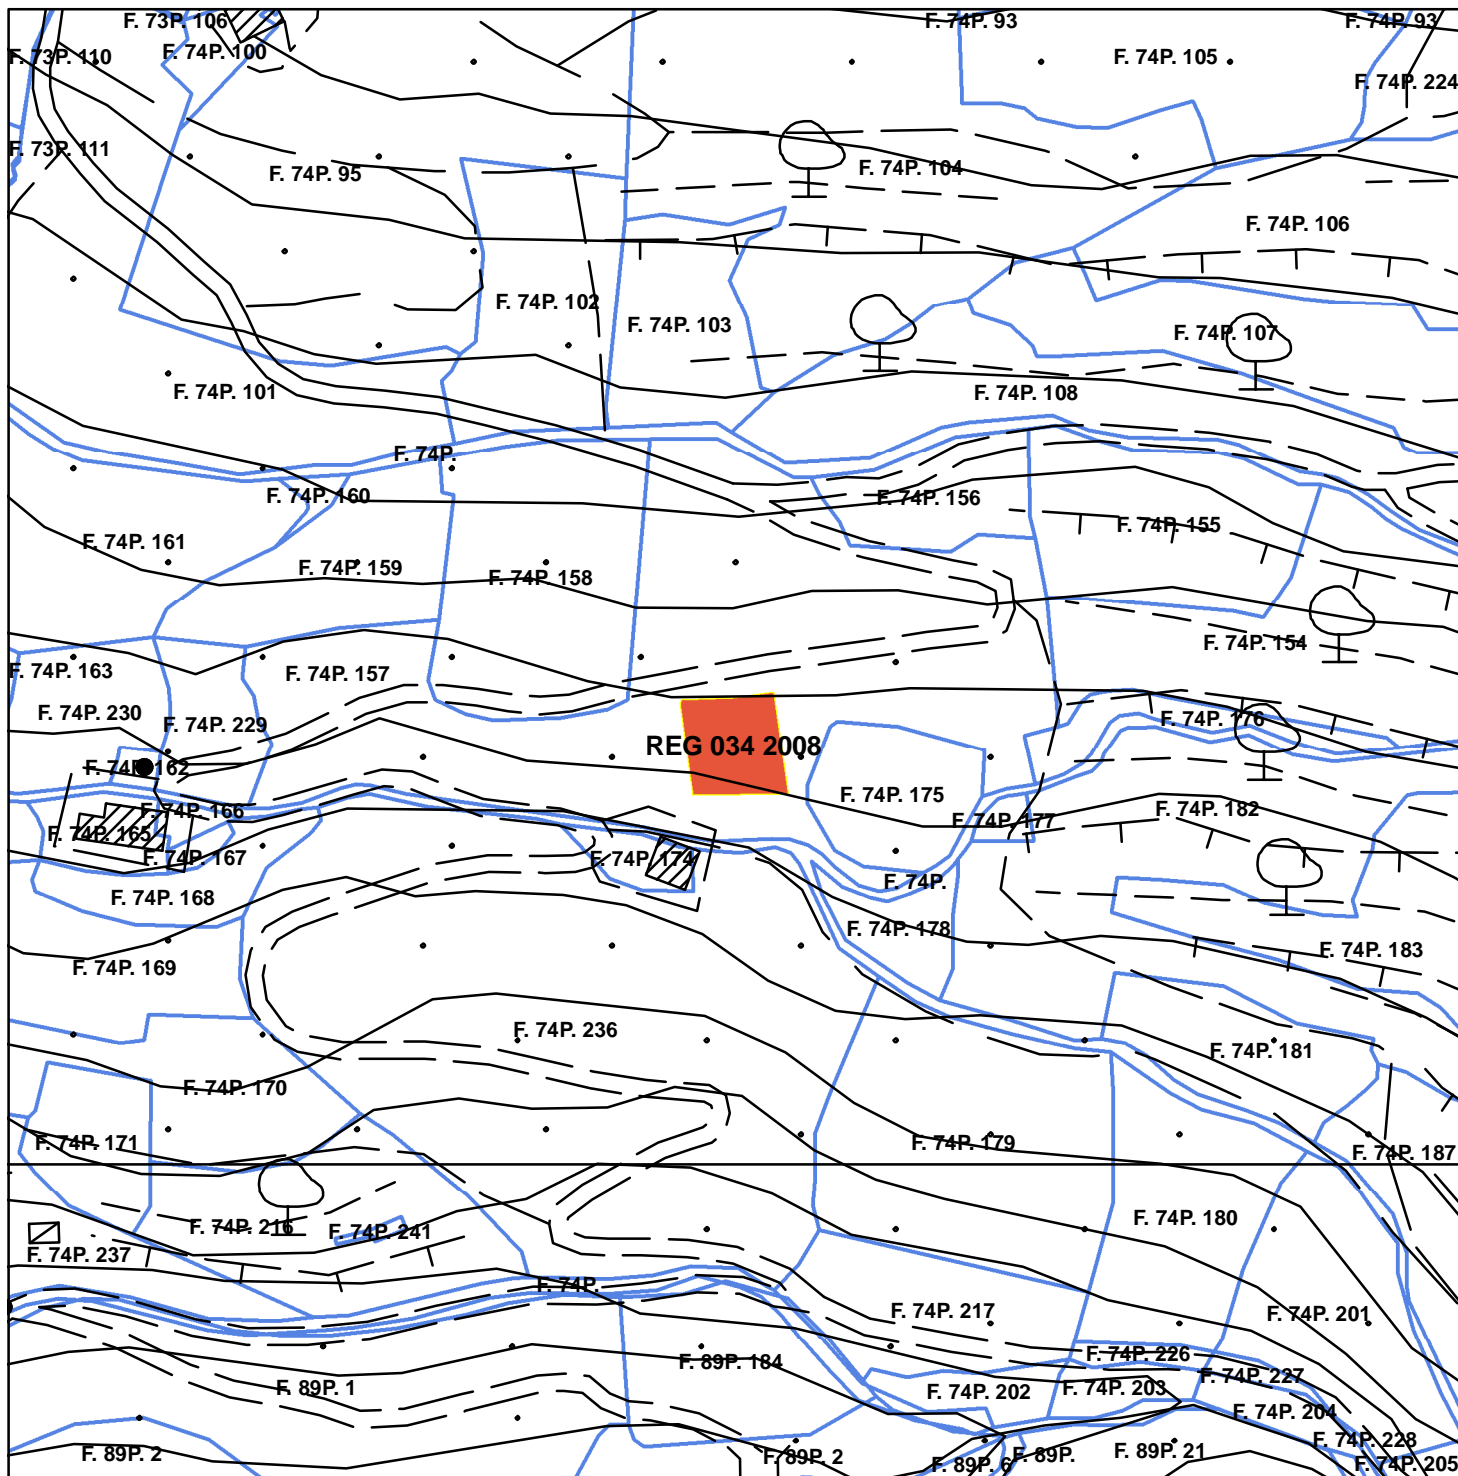 F. 73P. 106
F. 74P. 93
F. 74P. 93
F. 73P. 110
F. 74P. 100
F. 74P. 105
F. 74P. 224
F. 73P. 111
F. 74P. 95
F. 74P. 104
F. 74P. 106
F. 74P. 102
F. 74P. 103
F. 74P. 107
F. 74P. 101
F. 74P. 108
F. 74P.
F. 74P. 160
F. 74P. 156
F. 74P. 155
F. 74P. 161
F. 74P. 159
F. 74P. 158
F. 74P. 154
F. 74P. 163
F. 74P. 157
F. 74P. 230
F. 74P. 229
F. 74P. 176
REG 034 2008
F. 74P. 162
F. 74P. 175
F. 74P. 166
F. 74P. 177
F. 74P. 182
F. 74P. 165
F. 74P. 167
F. 74P. 174
F. 74P.
F. 74P. 168
F. 74P. 178
F. 74P. 183
F. 74P. 169
F. 74P. 236
F. 74P. 181
F. 74P. 170
F. 74P. 171
F. 74P. 179
F. 74P. 187
F. 74P. 216
F. 74P. 241
F. 74P. 180
F. 74P. 237
F. 74P.
F. 74P. 217
F. 74P. 201
F. 89P. 184
F. 74P. 226
F. 74P. 227
F. 89P. 1
F. 74P. 202
F. 74P. 203
F. 74P. 204
F. 89P. 2
F. 89P. 2
F. 89P. 6
F. 89P.
F. 89P. 21
F. 74P. 228
F. 74P. 205